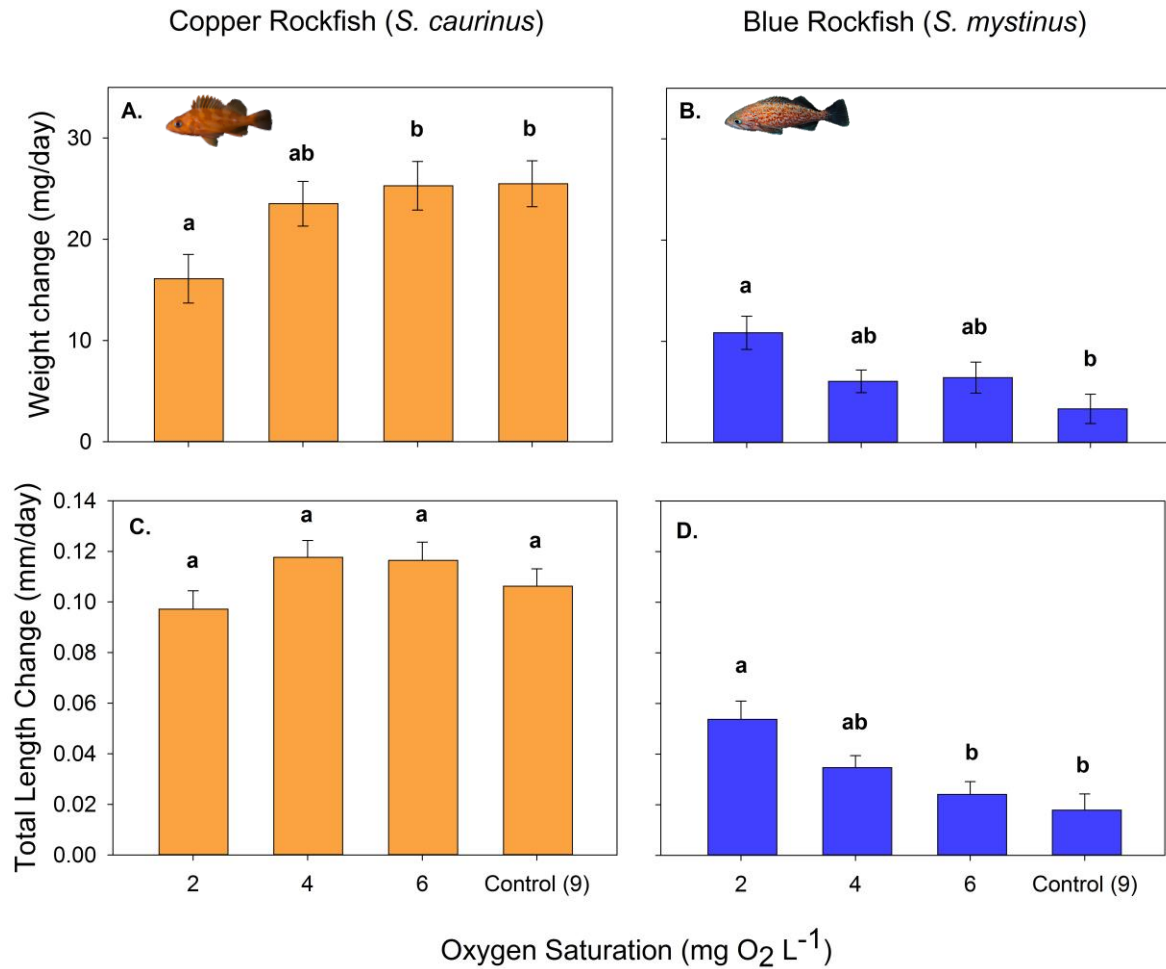 Copper Rockfish (S. caurinus)
Blue Rockfish (S. mystinus)
A.
a
ab
b
b
30
20
10
0
Weight change (mg/day)
B.
a
ab
ab
b
C.
a
a
a
a
0.14
0.12
0.10
0.08
0.06
0.04
0.02
0.00
Total Length Change (mm/day)
2
4
6
Control (9)
D.
a
ab
b
b
2
4
6
Control (9)
Oxygen Saturation (mg O2 L-1)